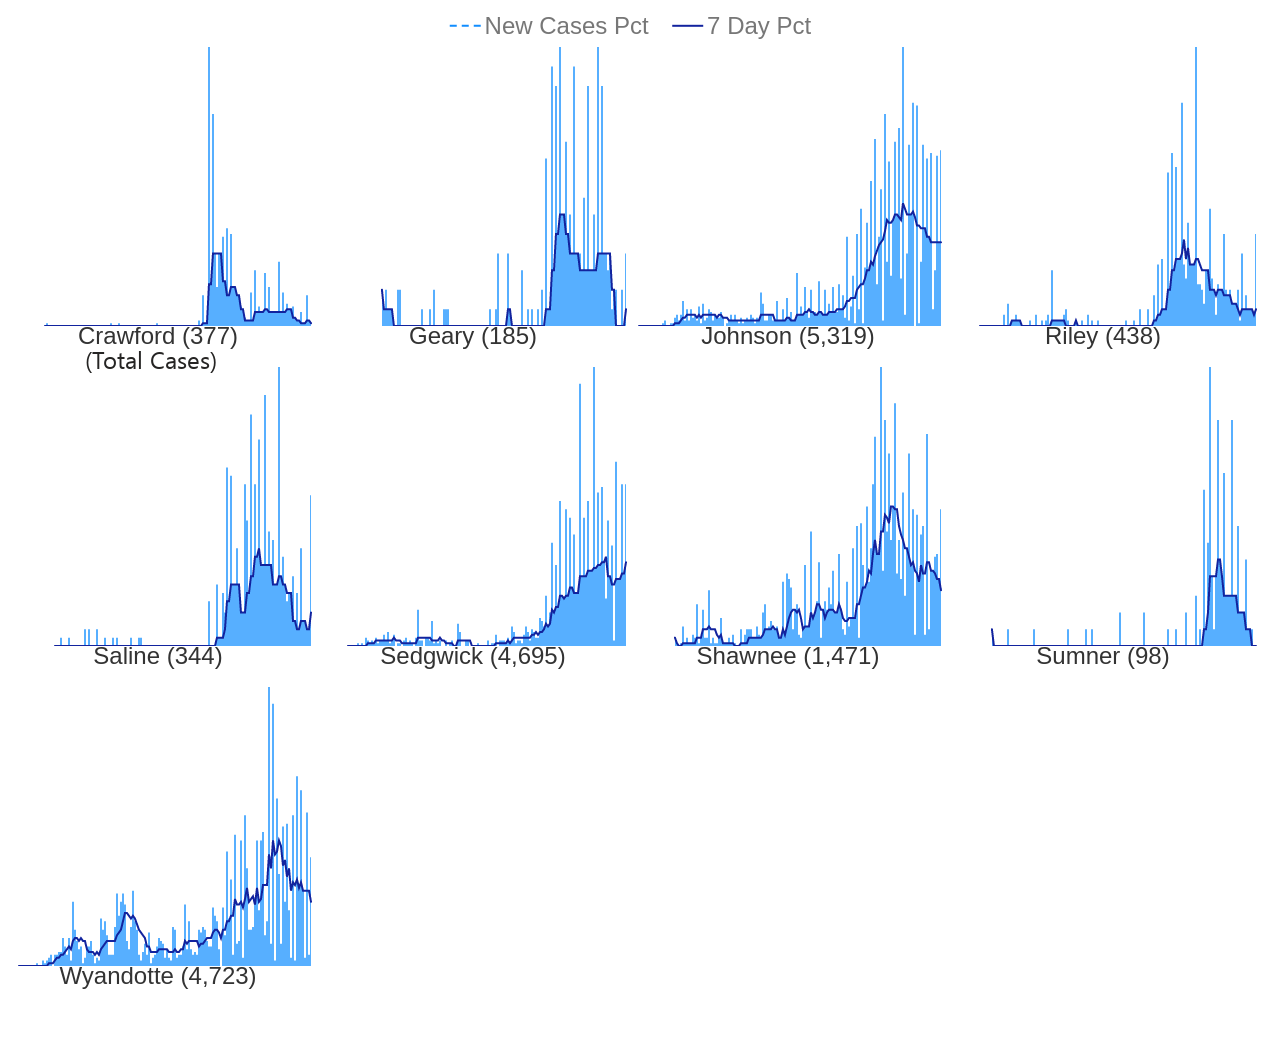 New Cases Pct 7 Day Pct
Crawford (377) Geary (185) Johnson (5,319) Riley (438)
(Total Cases)
Saline (344) Sedgwick (4,695) Shawnee (1,471) Sumner (98)
Wyandotte (4,723)